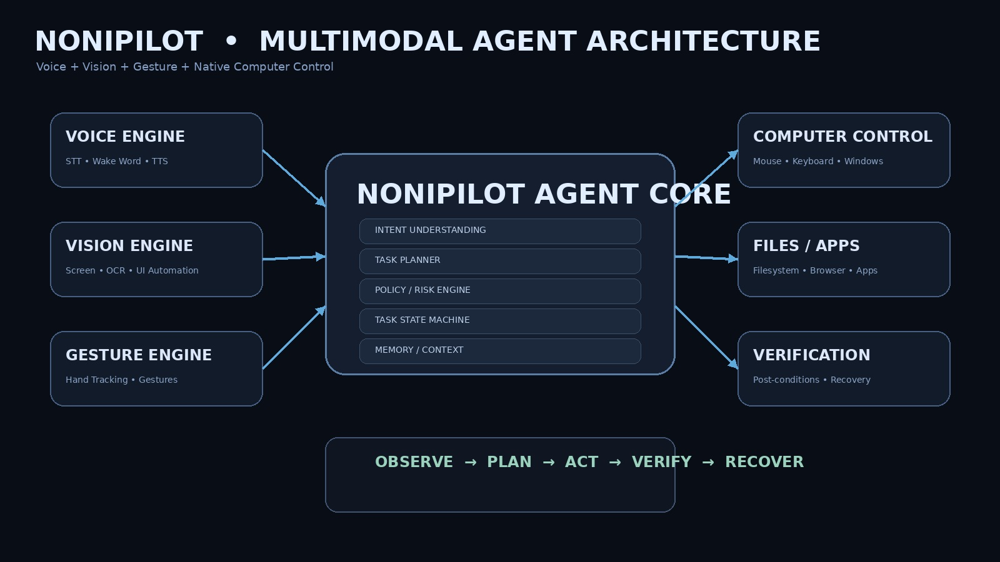 NONIPILOT • MULTIMODAL AGENT ARCHITECTURE
Voice + Vision + Gesture + Native Computer Control
VOICE ENGINE
STT • Wake Word • TTS
VISION ENGINE
Screen • OCR • UI Automation
GESTURE ENGINE
Hand Tracking • Gestures
NONIPILOT AGENT CORE
INTENT UNDERSTANDING
TASK PLANNER
POLICY / RISK ENGINE
TASK STATE MACHINE
MEMORY / CONTEXT
COMPUTER CONTROL
Mouse • Keyboard • Windows
FILES / APPS
Filesystem • Browser • Apps
VERIFICATION
Post-conditions • Recovery
OBSERVE → PLAN → ACT → VERIFY → RECOVER